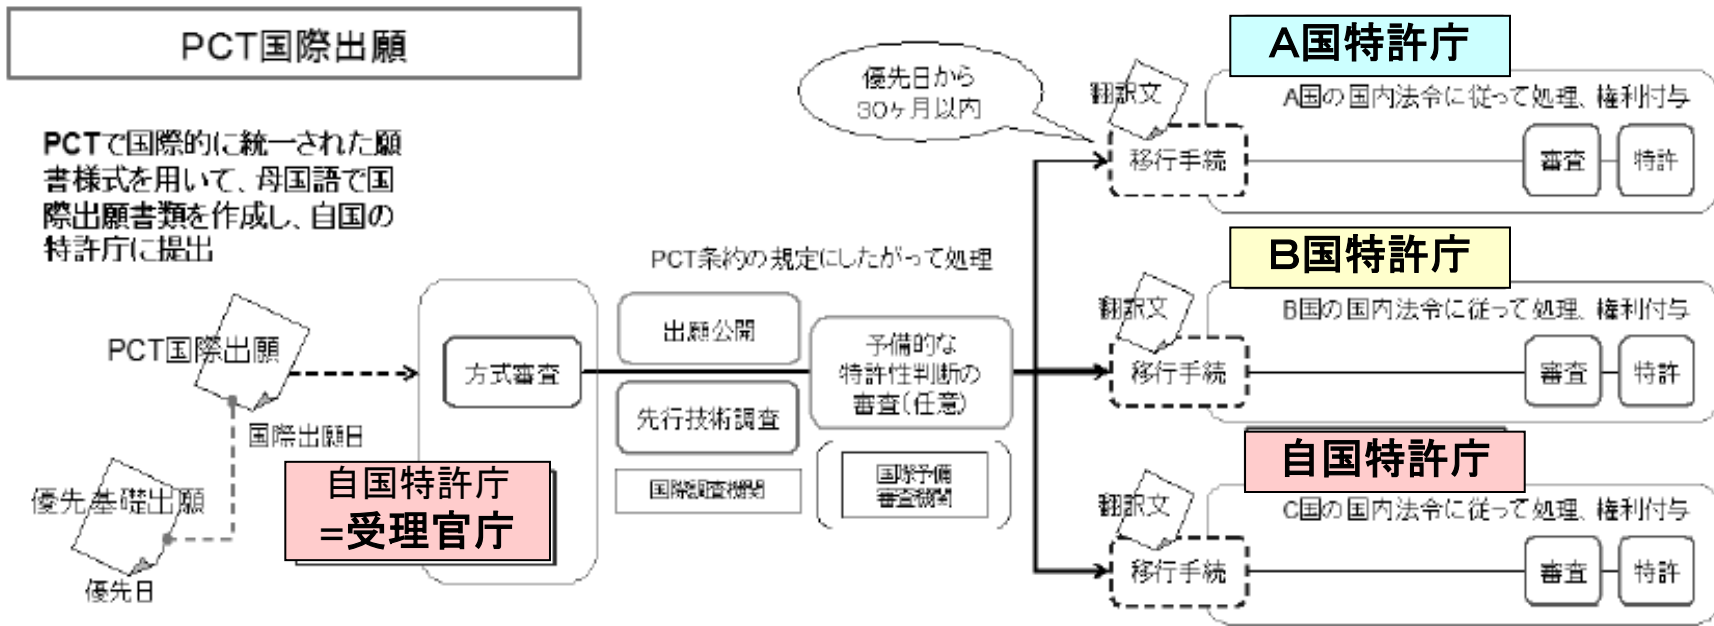 PCT国際出願
PCTで国際的に統一された願
書様式を用いて、母国語で国
際出願書類を作成し、自国の
特許庁に提出
PCT国際出願
国際出願日
優先基礎出願
優先日
方式審査
自国特許庁
=受理官庁
PCT条約の規定にしたがって処理
出願公開
先行技術調査
国際調査機関
予備的な
特許性判断の
審査(任意)
国際予備
審査機関
優先日から
30ヶ月以内
A国特許庁
翻訳文
A国の国内法令に従って処理、権利付与
移行手続
審査
特許
B国特許庁
翻訳文
B国の国内法令に従って処理、権利付与
移行手続
審査
特許
自国特許庁
翻訳文
C国の国内法令に従って処理、権利付与
移行手続
審査
特許